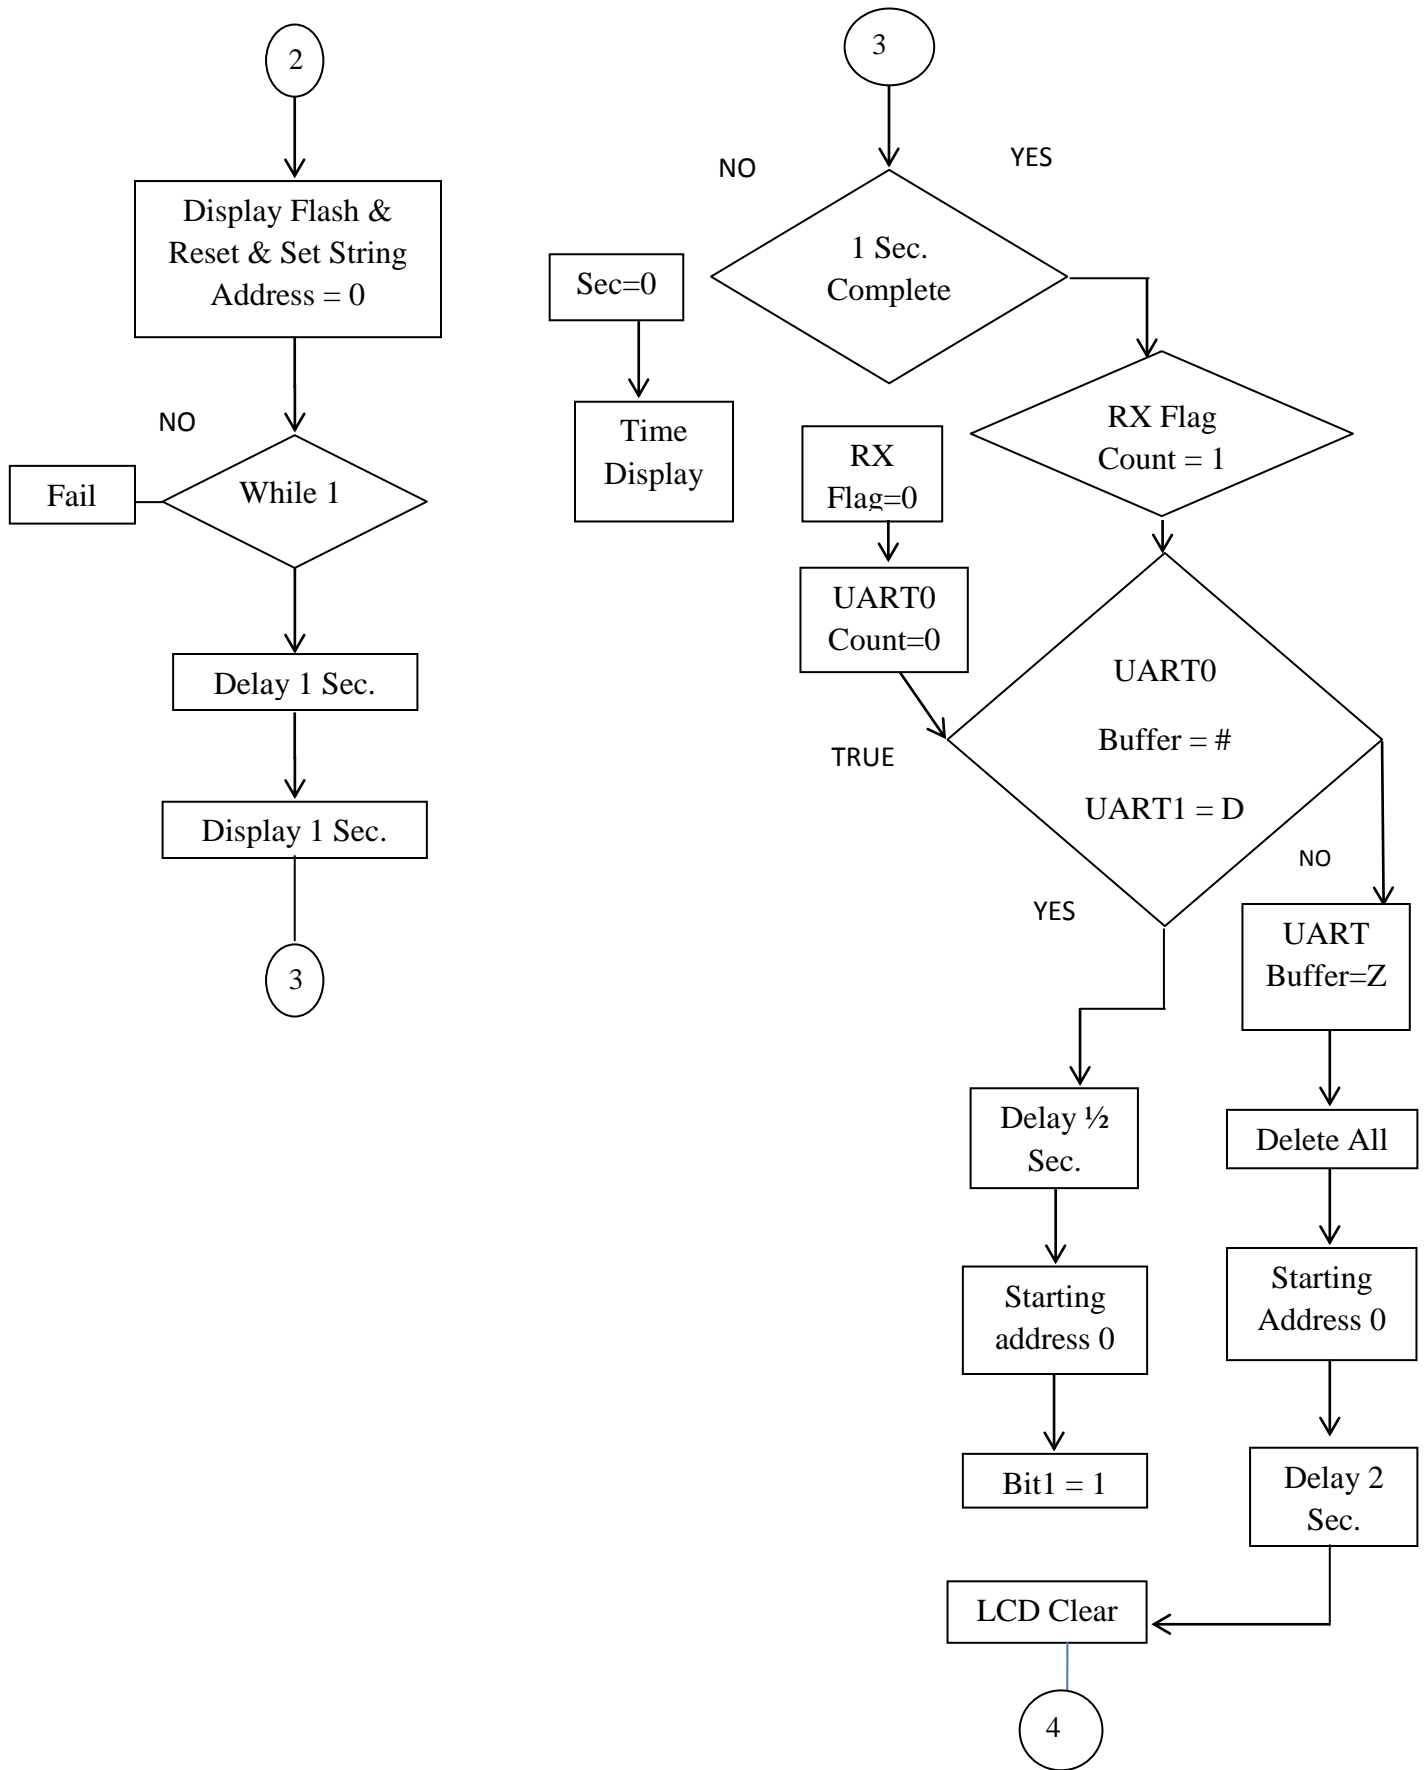 2
Display Flash &
Reset & Set String
Address = 0
NO
Fail
While 1
Delay 1 Sec.
Display 1 Sec.
3
3
NO
YES
1 Sec.
Complete
Sec=0
Time
Display
RX Flag
Count = 1
RX
Flag=0
UART0
Count=0
TRUE
UART0
Buffer = #
UART1 = D
NO
YES
UART
Buffer=Z
Delay ½
Sec.
Delete All
Starting
address 0
Starting
Address 0
Bit1 = 1
Delay 2
Sec.
LCD Clear
4